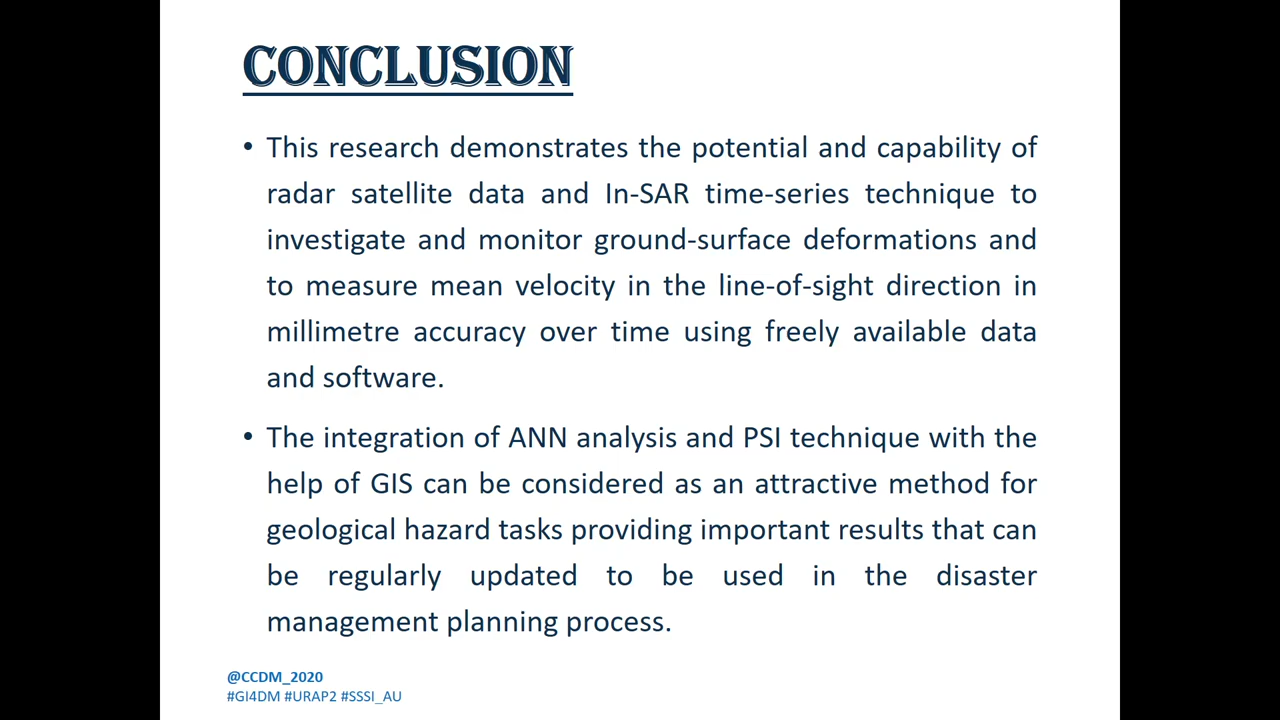 CONCLUSION
• This research demonstrates the potential and capability of
radar satellite data and In-SAR time-series technique to
investigate and monitor ground-surface deformations and
to measure mean velocity in the line-of-sight direction in
millimetre accuracy over time using freely available data
and software.
• The integration of ANN analysis and PSI technique with the
help of GIS can be considered as an attractive method for
geological hazard tasks providing important results that can
be regularly updated to be used in the disaster
management planning process.
@CCDM_2020
#GI4DM #URAP2 #SSSI_AU